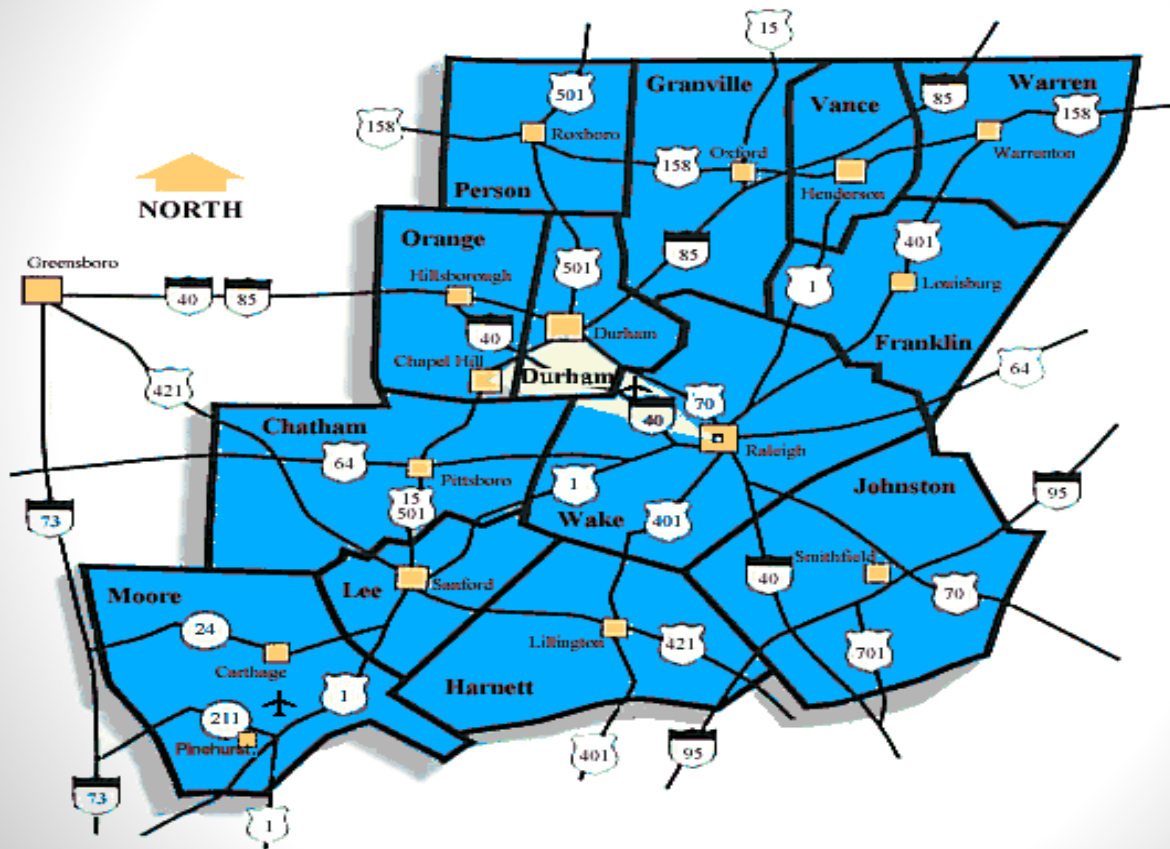 15
Granville
Warren
501
Vance
85
158
158
Roxboro
158
Oxford
Warrenton
Henderson
Person
NORTH
Orange
401
85
Greensboro
Hillsborough
501
1
Louisburg
40
85
40
Durham
Franklin
Chapel Hill
64
421
Durham
70
40
Chatham
Raleigh
64
Pittsboro
1
Johnston
95
15
501
Wake
401
73
Smithfield
40
Moore
Lee
Sanford
70
24
Lillington
421
701
Carthage
Harnett
1
211
Pinehurst
401
95
73
1